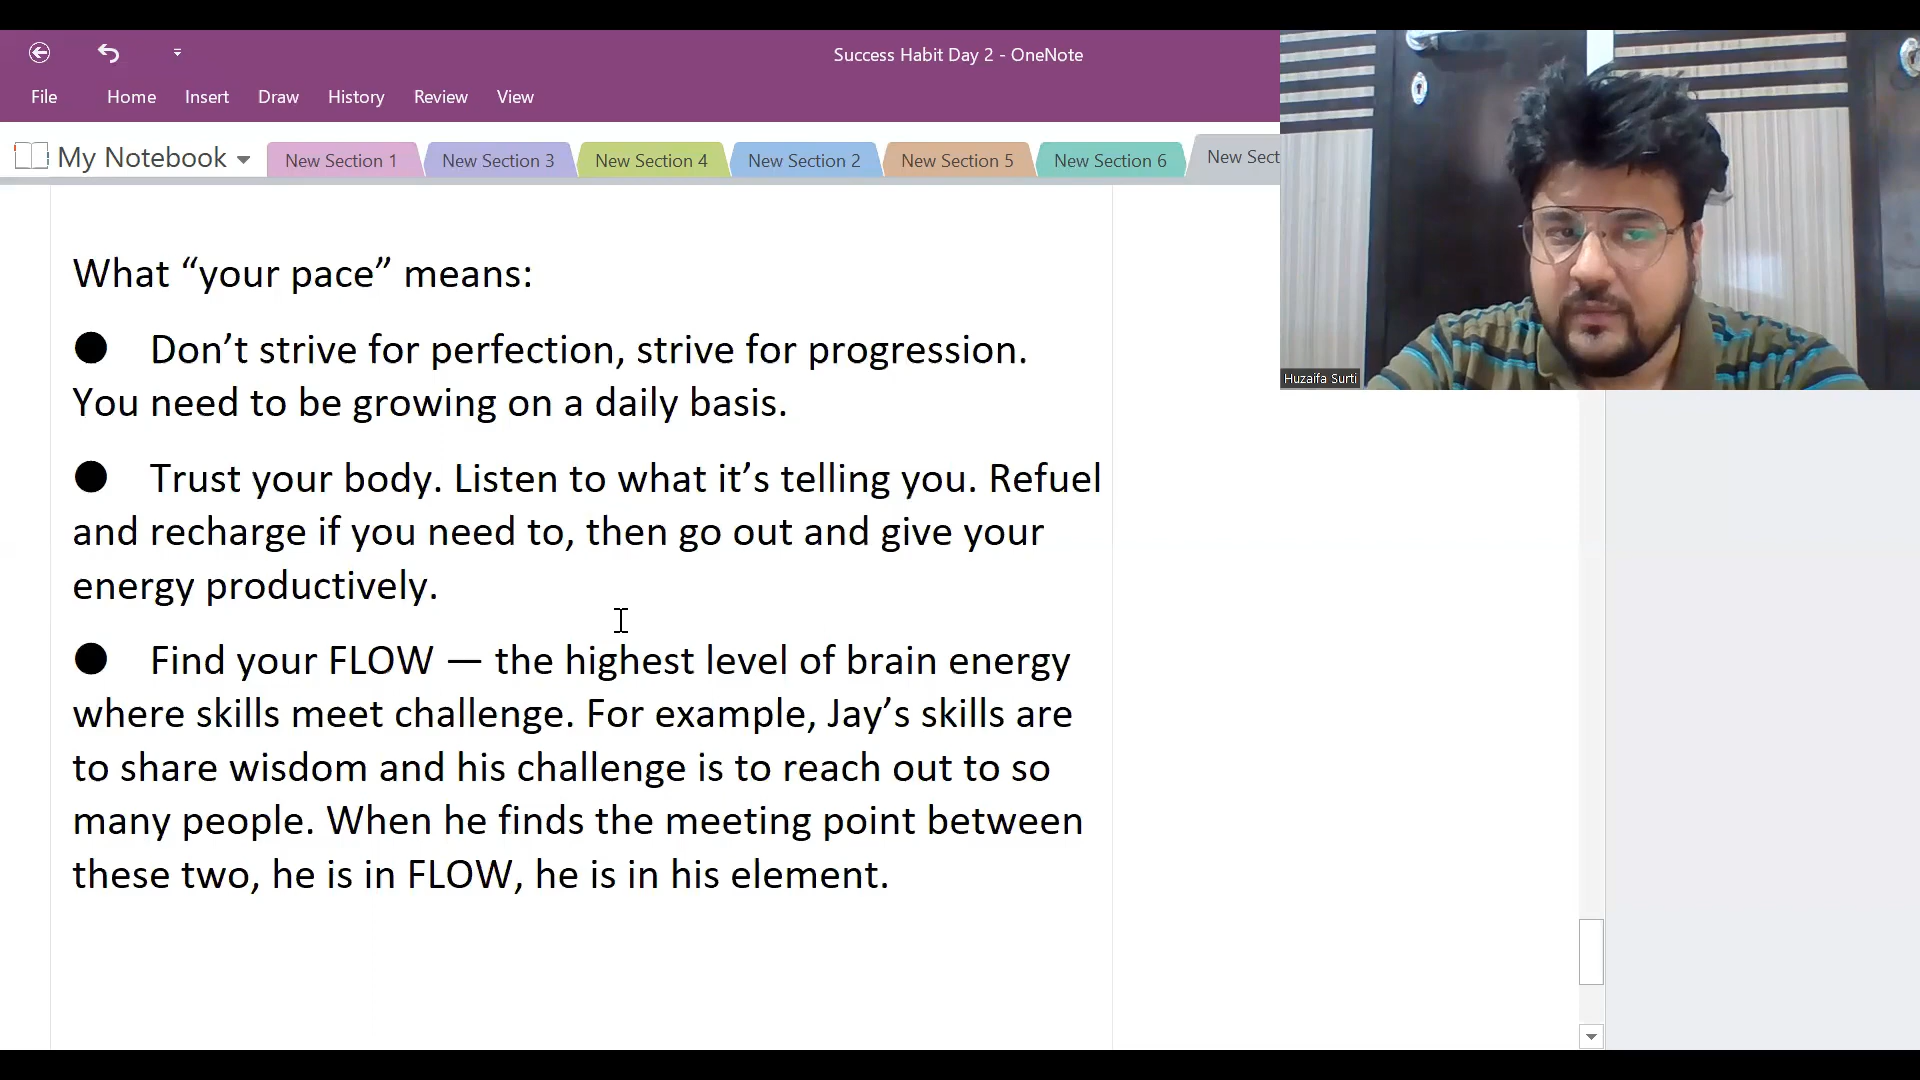 Success Habit Day 2 - OneNote
File Home Insert Draw History Review View
My Notebook New Section 1 New Section 3 New Section 4 New Section 2 New Section 5 New Section 6 New Sect
Huzaifa Surti
What “your pace” means:
● Don’t strive for perfection, strive for progression.
You need to be growing on a daily basis.
● Trust your body. Listen to what it’s telling you. Refuel
and recharge if you need to, then go out and give your
energy productively.
● Find your FLOW — the highest level of brain energy
where skills meet challenge. For example, Jay’s skills are
to share wisdom and his challenge is to reach out to so
many people. When he finds the meeting point between
these two, he is in FLOW, he is in his element.